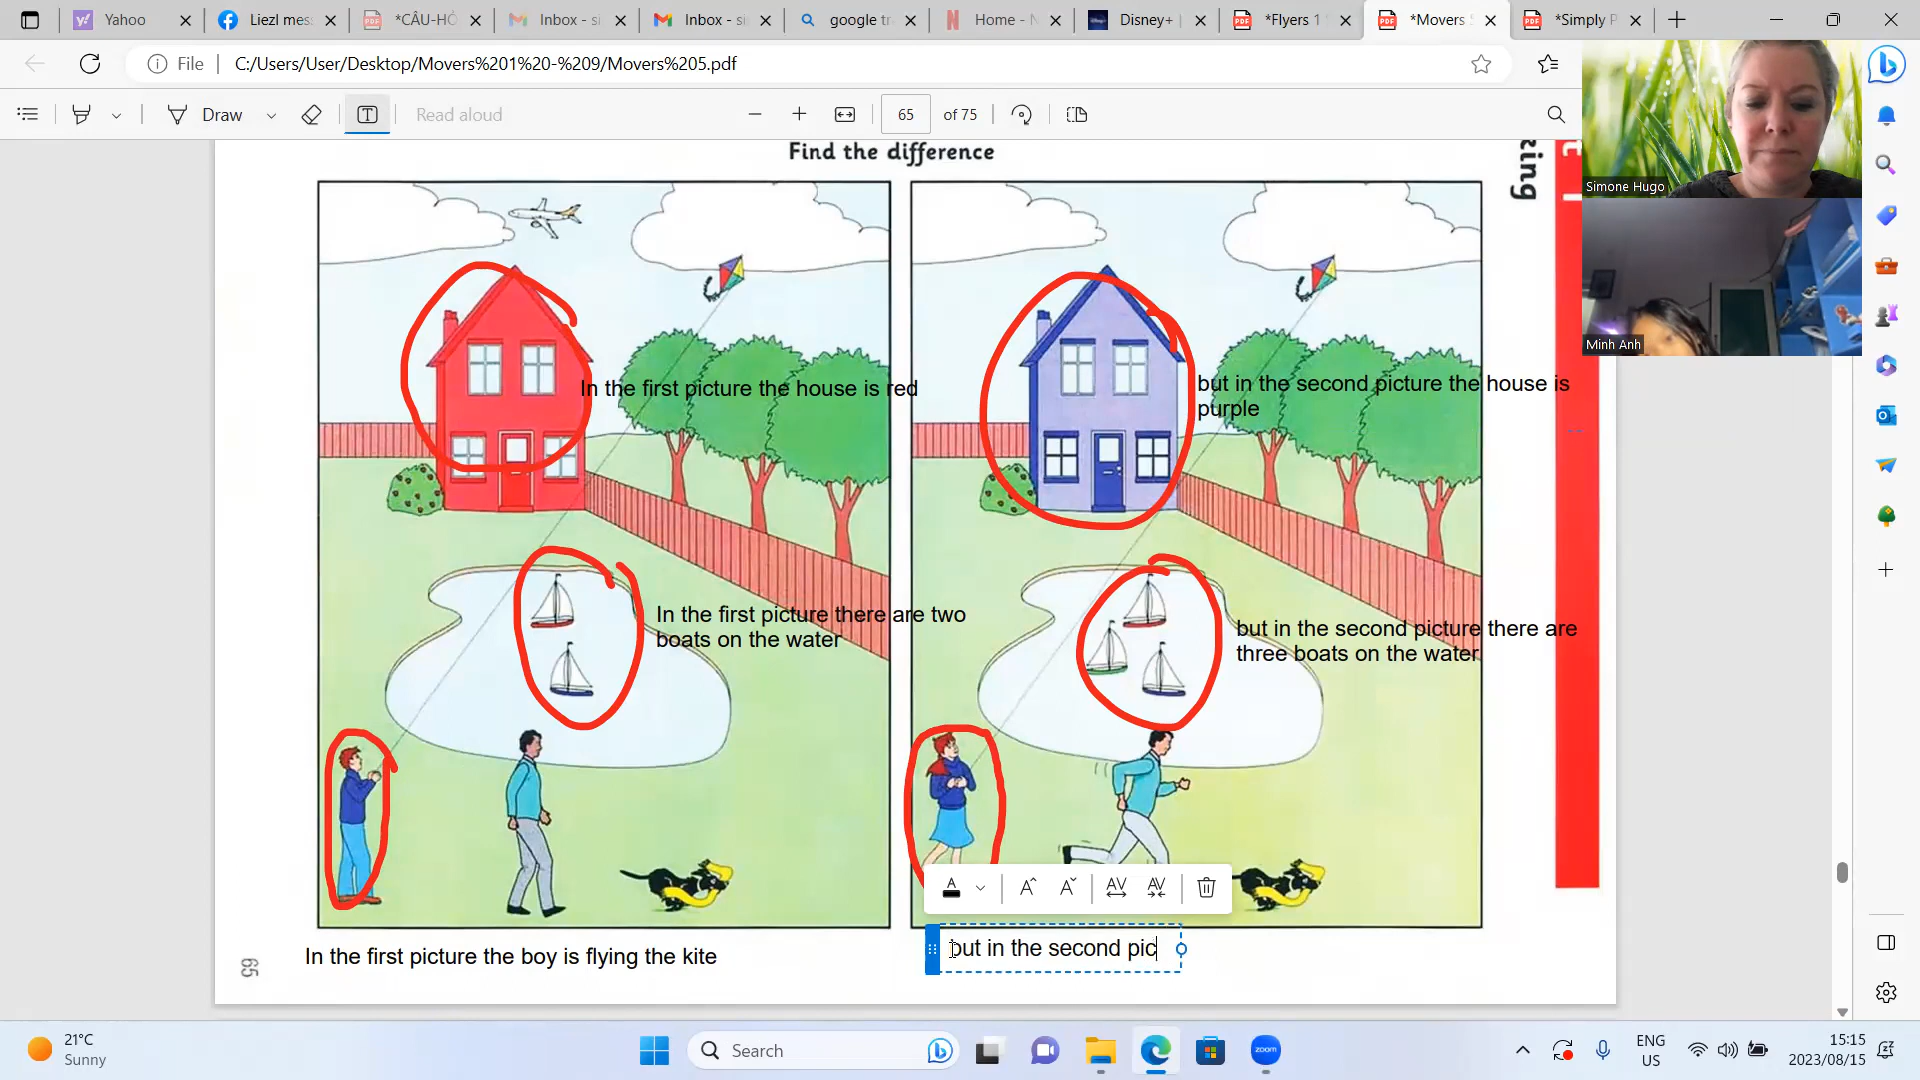 Yahoo
Liezl mes
*CÂU-HỎ
Inbox - si
Inbox - si
google tr
Home - N
Disney+ |
*Flyers 1
*Movers 5
*Simply P
File
C:/Users/User/Desktop/Movers%201%20-%209/Movers%205.pdf
Draw
Read aloud
65
of 75
Simone Hugo
Minh Anh
Find the difference
In the first picture the house is red
but in the second picture the house is
purple
In the first picture there are two
boats on the water
but in the second picture there are
three boats on the water
In the first picture the boy is flying the kite
but in the second pic
65
21°C
Sunny
Search
zoom
ENG
US
15:15
2023/08/15